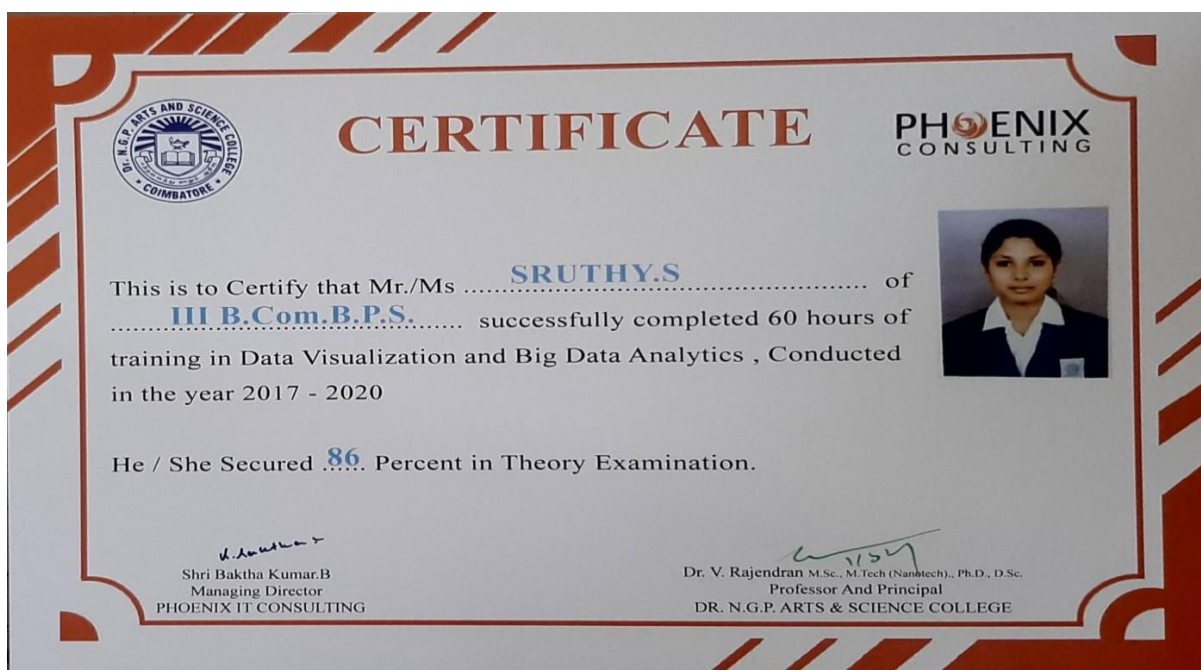 Dr. N.G.P. ARTS AND SCIENCE COLLEGE
* COIMBATORE *
CERTIFICATE
PHOENIX
CONSULTING
This is to Certify that Mr./Ms ......SRUTHY.S...................... of
......III B.Com.B.P.S....... successfully completed 60 hours of
training in Data Visualization and Big Data Analytics , Conducted
in the year 2017 - 2020
He / She Secured .86. Percent in Theory Examination.
Shri Baktha Kumar.B
Managing Director
PHOENIX IT CONSULTING
Dr. V. Rajendran M.Sc., M.Tech (Nanotech)., Ph.D., D.Sc.
Professor And Principal
DR. N.G.P. ARTS & SCIENCE COLLEGE